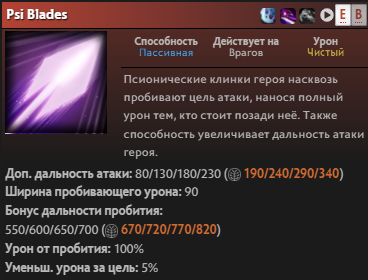 Psi Blades
E B
Способность Действует на Урон
Пассивная Врагов Чистый
Псионические клинки героя насквозь
пробивают цель атаки, нанося полный
урон тем, кто стоит позади неё. Также
способность увеличивает дальность атаки
героя.
Доп. дальность атаки: 80/130/180/230 (190/240/290/340)
Ширина пробивающего урона: 90
Бонус дальности пробития:
550/600/650/700 (670/720/770/820)
Урон от пробития: 100%
Уменьш. урона за цель: 5%